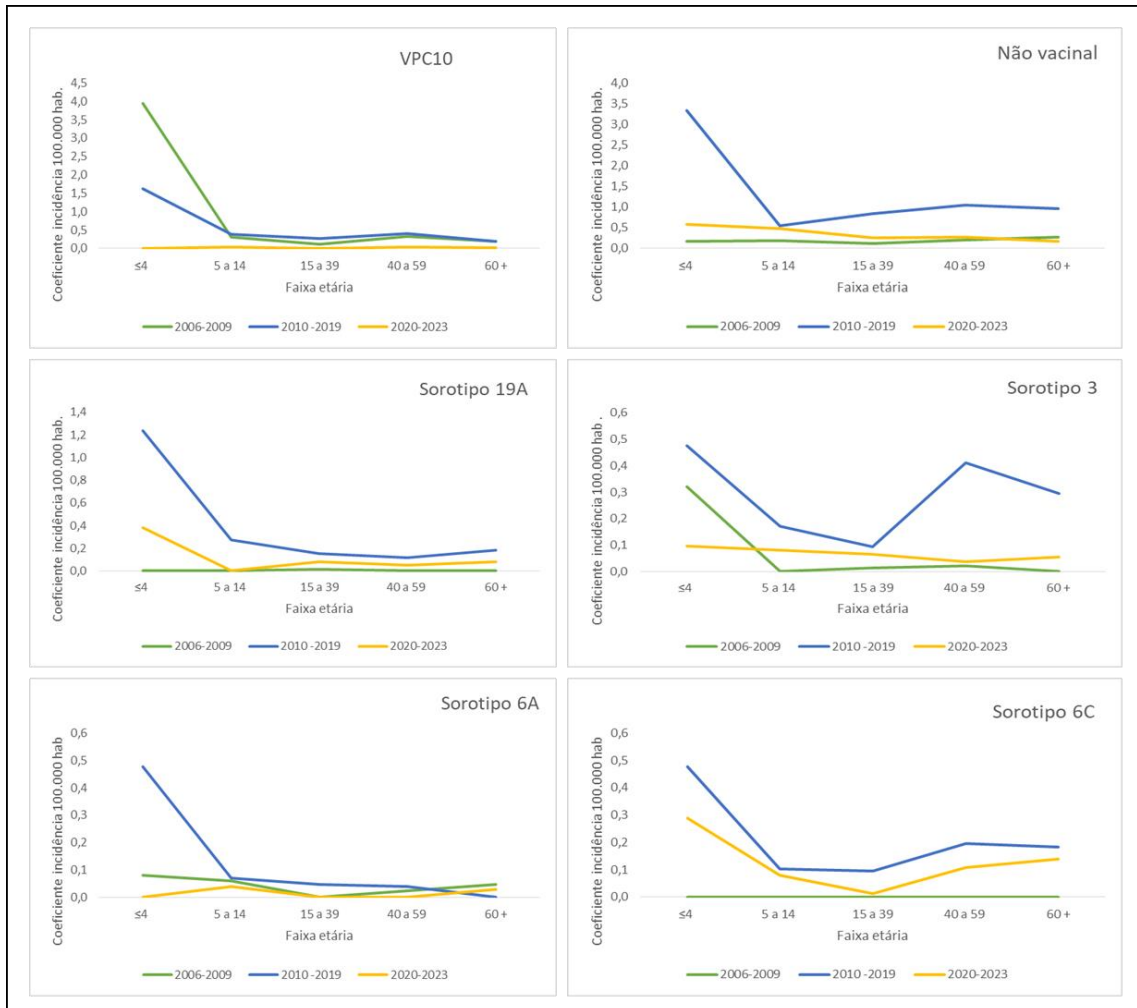 VPC10
Coeficiente incidência 100.000 hab.
4,5
4,0
3,5
3,0
2,5
2,0
1,5
1,0
0,5
0,0
≤4 5 a 14 15 a 39 40 a 59 60 +
Faixa etária
2006-2009 2010 -2019 2020-2023
Não vacinal
Coeficiente incidência 100.000 hab.
4,0
3,5
3,0
2,5
2,0
1,5
1,0
0,5
0,0
≤4 5 a 14 15 a 39 40 a 59 60 +
Faixa etária
2006-2009 2010 -2019 2020-2023
Sorotipo 19A
Coeficiente incidência 100.000 hab.
1,4
1,2
1,0
0,8
0,6
0,4
0,2
0,0
≤4 5 a 14 15 a 39 40 a 59 60 +
Faixa etária
2006-2009 2010 -2019 2020-2023
Sorotipo 3
Coeficiente incidência 100.000 hab .
0,6
0,5
0,4
0,3
0,2
0,1
0,0
≤4 5 a 14 15 a 39 40 a 59 60 +
Faixa etária
2006-2009 2010 -2019 2020-2023
Sorotipo 6A
Coeficiente incidência 100.000 hab
0,6
0,5
0,4
0,3
0,2
0,1
0,0
≤4 5 a 14 15 a 39 40 a 59 60 +
Faixa etária
2006-2009 2010 -2019 2020-2023
Sorotipo 6C
Coeficiente incidência 100.000 hab
0,6
0,5
0,4
0,3
0,2
0,1
0,0
≤4 5 a 14 15 a 39 40 a 59 60 +
Faixa etária
2006-2009 2010 -2019 2020-2023